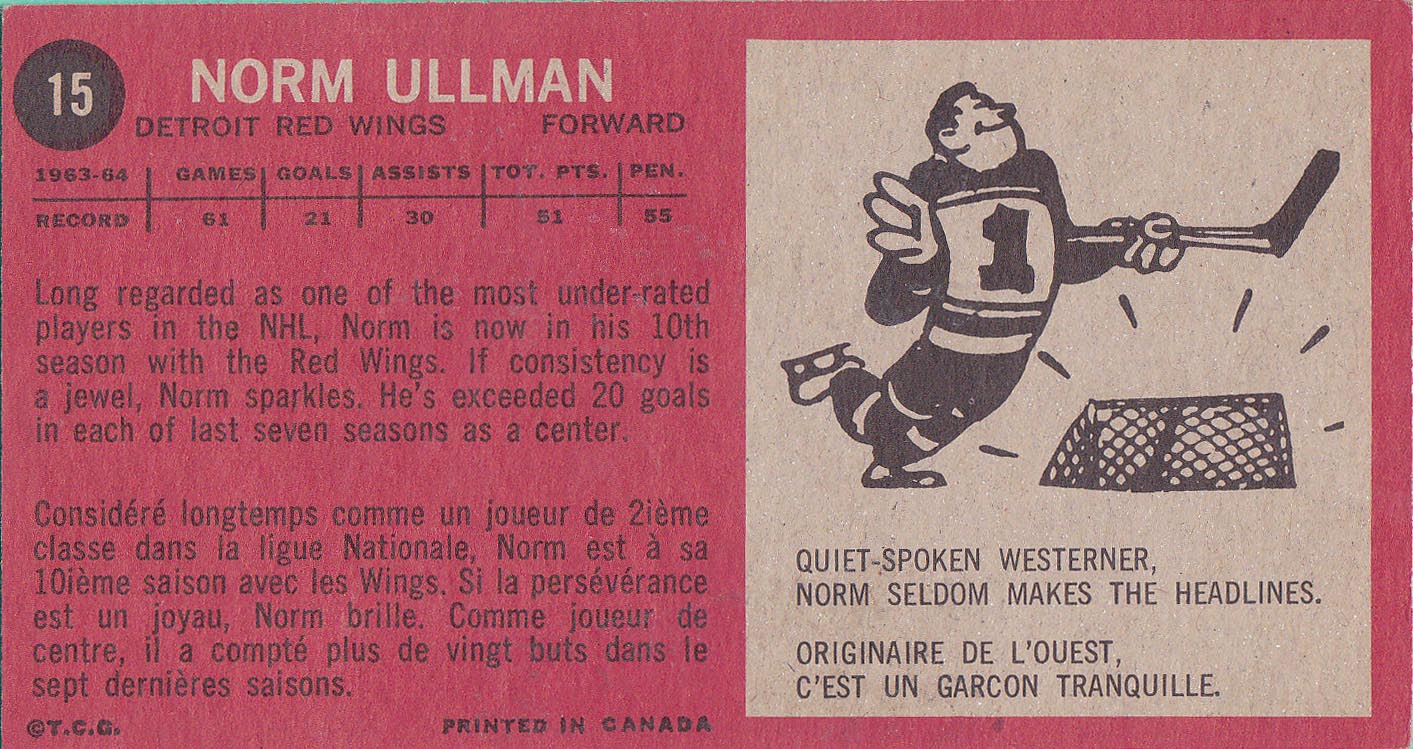 15
NORM ULLMAN
DETROIT RED WINGS FORWARD
1963-64 GAMES GOALS ASSISTS TOT. PTS. PEN.
RECORD 61 21 30 51 55
Long regarded as one of the most under-rated
players in the NHL, Norm is now in his 10th
season with the Red Wings. If consistency is
a jewel, Norm sparkles. He's exceeded 20 goals
in each of last seven seasons as a center.
Considéré longtemps comme un joueur de 2ième
classe dans la ligue Nationale, Norm est à sa
10ième saison avec les Wings. Si la persévérance
est un joyau, Norm brille. Comme joueur de
centre, il a compté plus de vingt buts dans le
sept dernières saisons.
©T.C.G. PRINTED IN CANADA
1
QUIET-SPOKEN WESTERNER,
NORM SELDOM MAKES THE HEADLINES.
ORIGINAIRE DE L'OUEST,
C'EST UN GARCON TRANQUILLE.